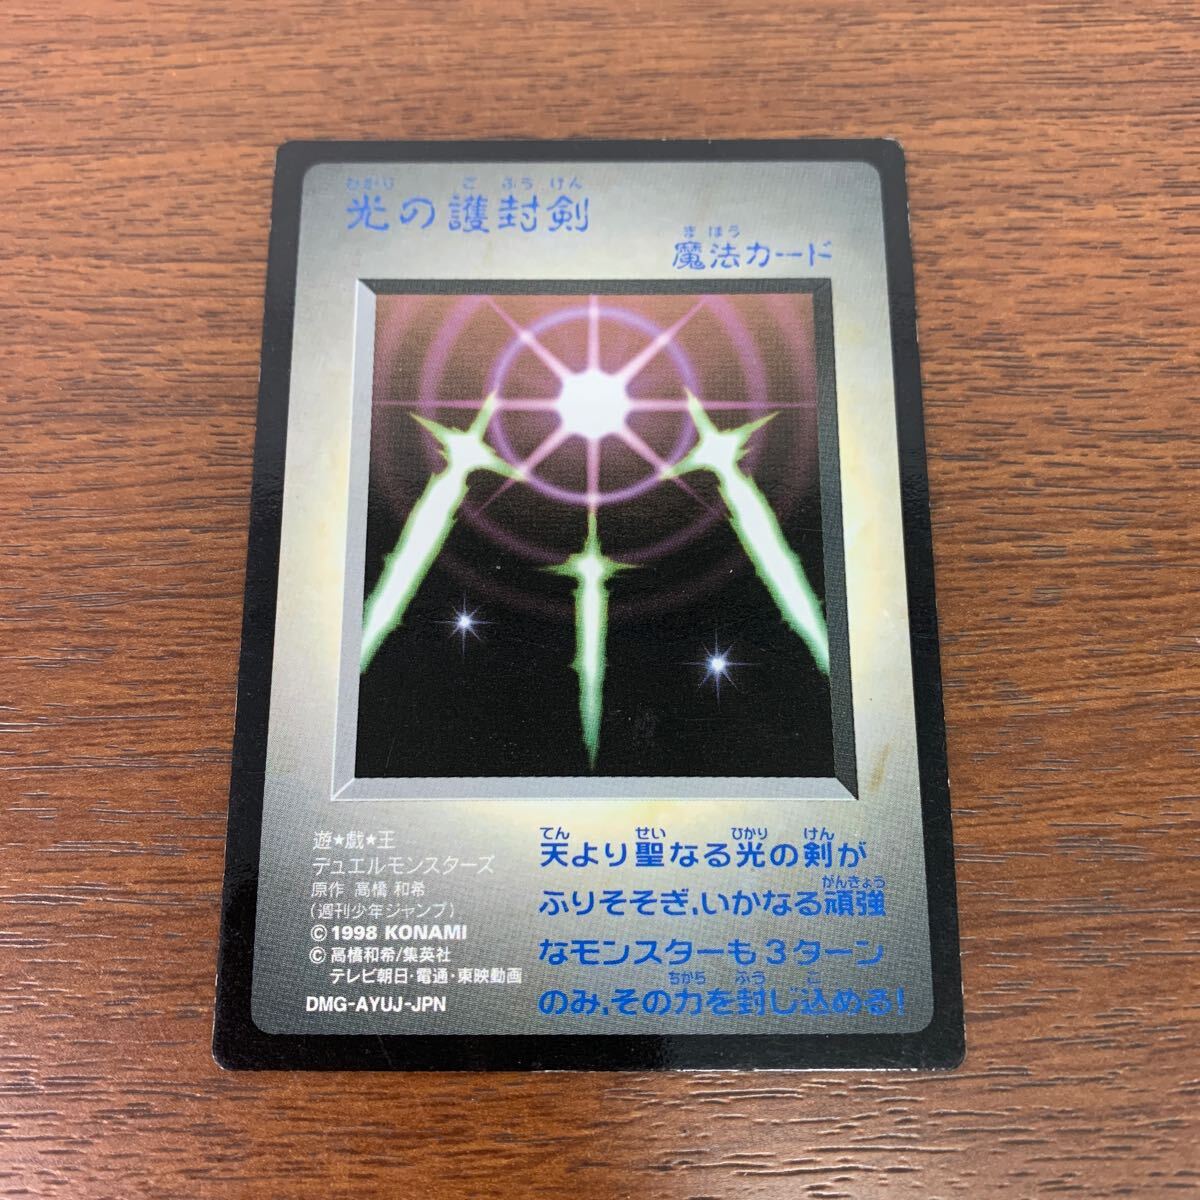 ひかり ご ふう けん
光の護封剣
ま ほう
魔法カード
遊★戯★王
デュエルモンスターズ
原作 高橋 和希
(週刊少年ジャンプ)
© 1998 KONAMI
© 高橋和希/集英社
テレビ朝日・電通・東映動画
DMG-AYUJ-JPN
てん せい ひかり けん
天より聖なる光の剣が
がんきょう
ふりそそぎ,いかなる頑強
なモンスターも3ターン
ちから ふう こ
のみ,その力を封じ込める!